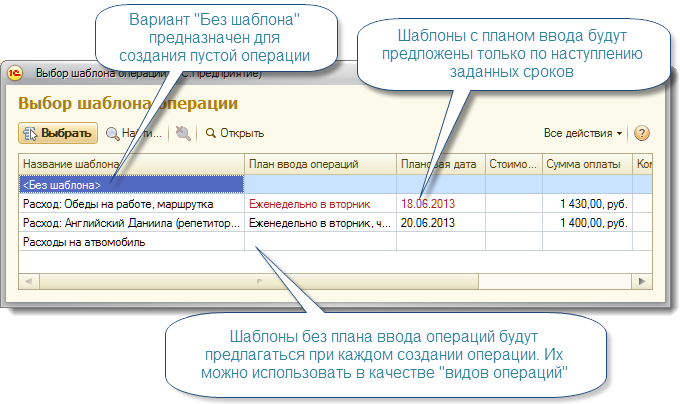 Вариант "Без шаблона"
предназначен для
создания пустой операции
Шаблоны с планом ввода будут
предложены только по наступлению
заданных сроков
1С
Выбор шаблона операции
С:Предприятие)
Выбор шаблона операции
Выбрать
Найти...
Открыть
Все действия
?
Название шаблона
План ввода операций
Плановая дата
Стоимо...
Сумма оплаты
Ком
<Без шаблона>
Расход: Обеды на работе, маршрутка
Еженедельно в вторник
18.06.2013
1 430,00, руб.
Расход: Английский Даниила (репетитор...
Еженедельно в вторник, ч...
20.06.2013
1 400,00, руб.
Расходы на атвомобиль
Шаблоны без плана ввода операций будут
предлагаться при каждом создании операции. Их
можно использовать в качестве "видов операций"